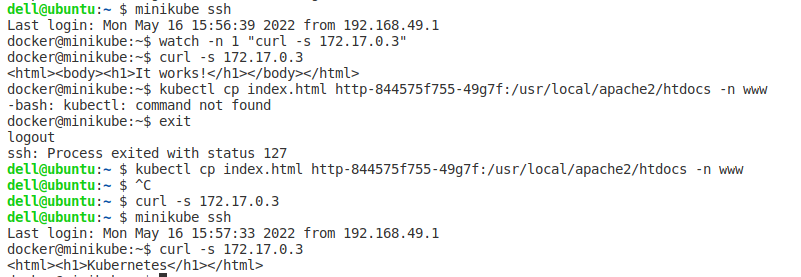 dell@ubuntu:~ $ minikube ssh
Last login: Mon May 16 15:56:39 2022 from 192.168.49.1
docker@minikube:~$ watch -n 1 "curl -s 172.17.0.3"
docker@minikube:~$ curl -s 172.17.0.3
<html><body><h1>It works!</h1></body></html>
docker@minikube:~$ kubectl cp index.html http-844575f755-49g7f:/usr/local/apache2/htdocs -n www
-bash: kubectl: command not found
docker@minikube:~$ exit
logout
ssh: Process exited with status 127
dell@ubuntu:~ $ kubectl cp index.html http-844575f755-49g7f:/usr/local/apache2/htdocs -n www
dell@ubuntu:~ $ ^C
dell@ubuntu:~ $ curl -s 172.17.0.3
dell@ubuntu:~ $ minikube ssh
Last login: Mon May 16 15:57:33 2022 from 192.168.49.1
docker@minikube:~$ curl -s 172.17.0.3
<html><h1>Kubernetes</h1></html>